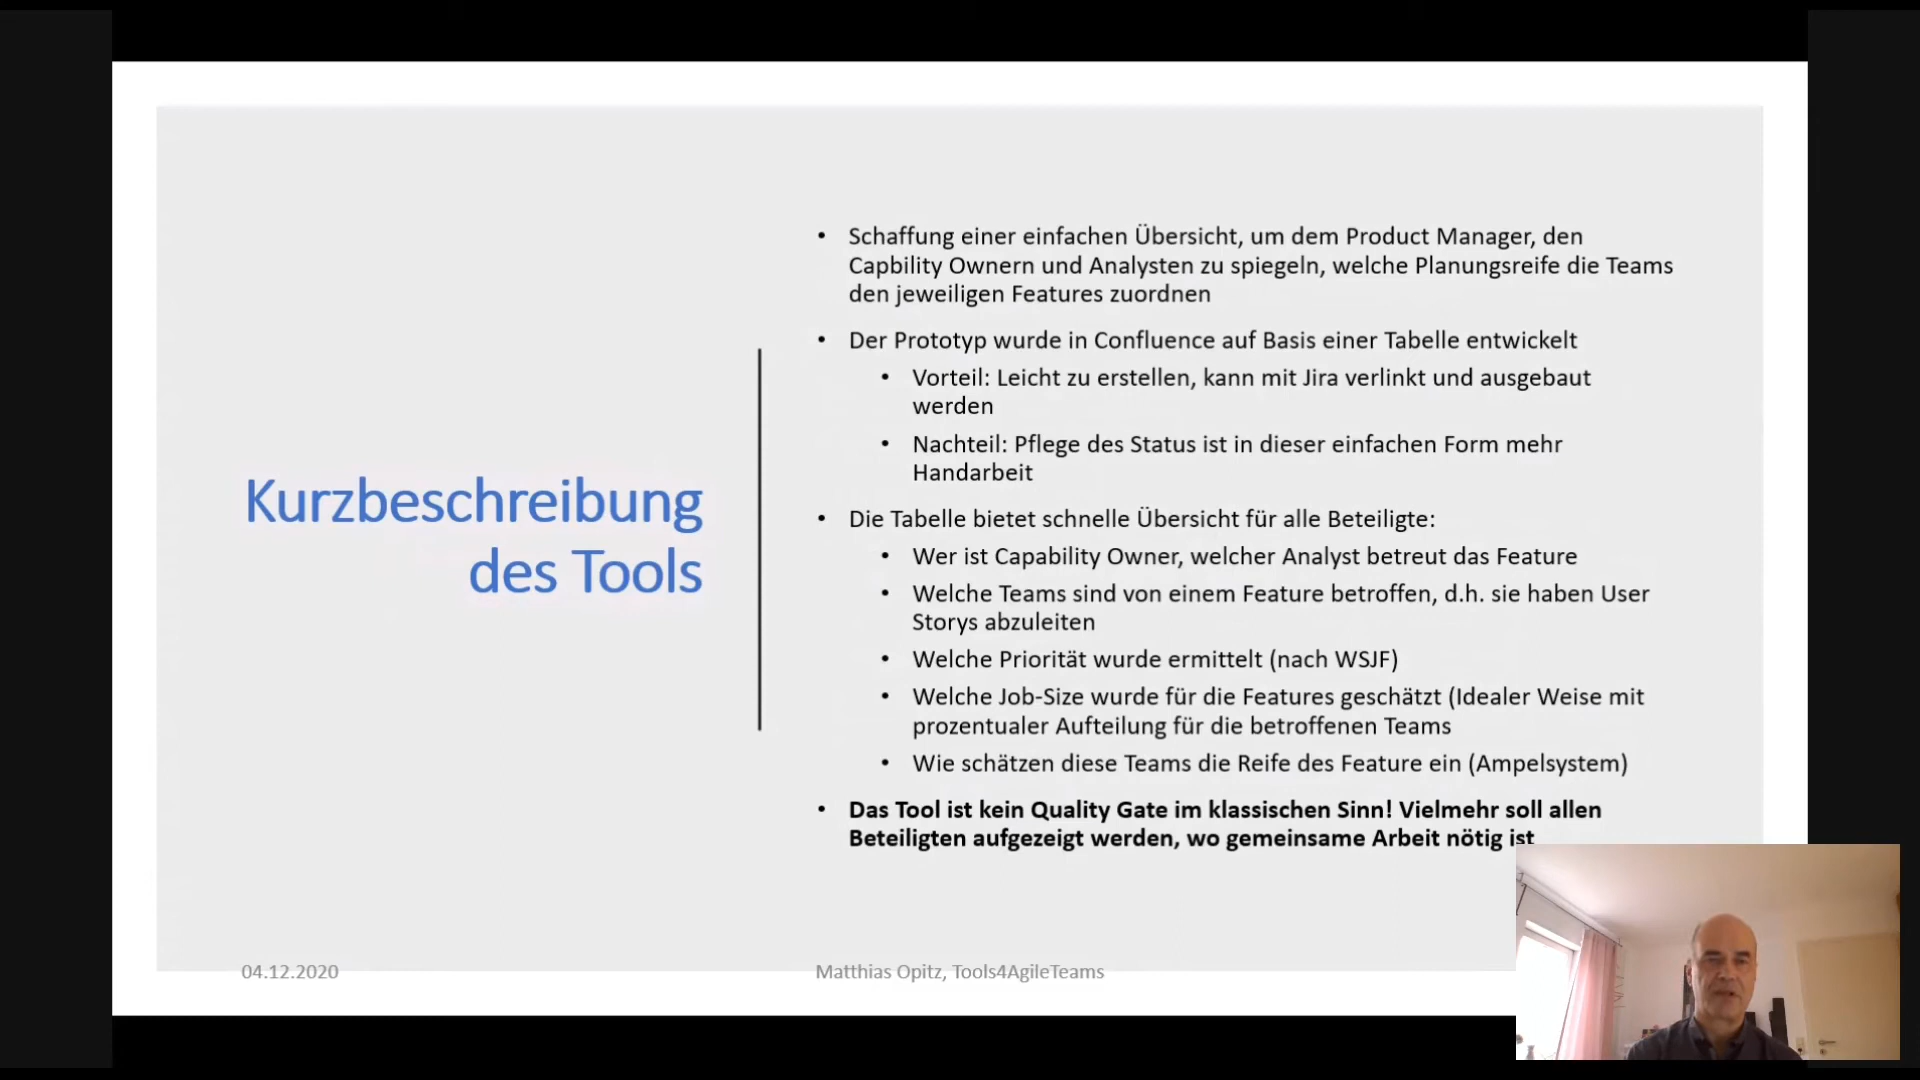 Kurzbeschreibung
des Tools
• Schaffung einer einfachen Übersicht, um dem Product Manager, den
Capbility Ownern und Analysten zu spiegeln, welche Planungsreife die Teams
den jeweiligen Features zuordnen
• Der Prototyp wurde in Confluence auf Basis einer Tabelle entwickelt
• Vorteil: Leicht zu erstellen, kann mit Jira verlinkt und ausgebaut
werden
• Nachteil: Pflege des Status ist in dieser einfachen Form mehr
Handarbeit
• Die Tabelle bietet schnelle Übersicht für alle Beteiligte:
• Wer ist Capability Owner, welcher Analyst betreut das Feature
• Welche Teams sind von einem Feature betroffen, d.h. sie haben User
Storys abzuleiten
• Welche Priorität wurde ermittelt (nach WSJF)
• Welche Job-Size wurde für die Features geschätzt (Idealer Weise mit
prozentualer Aufteilung für die betroffenen Teams
• Wie schätzen diese Teams die Reife des Feature ein (Ampelsystem)
• Das Tool ist kein Quality Gate im klassischen Sinn! Vielmehr soll allen
Beteiligten aufgezeigt werden, wo gemeinsame Arbeit nötig ist
04.12.2020
Matthias Opitz, Tools4AgileTeams